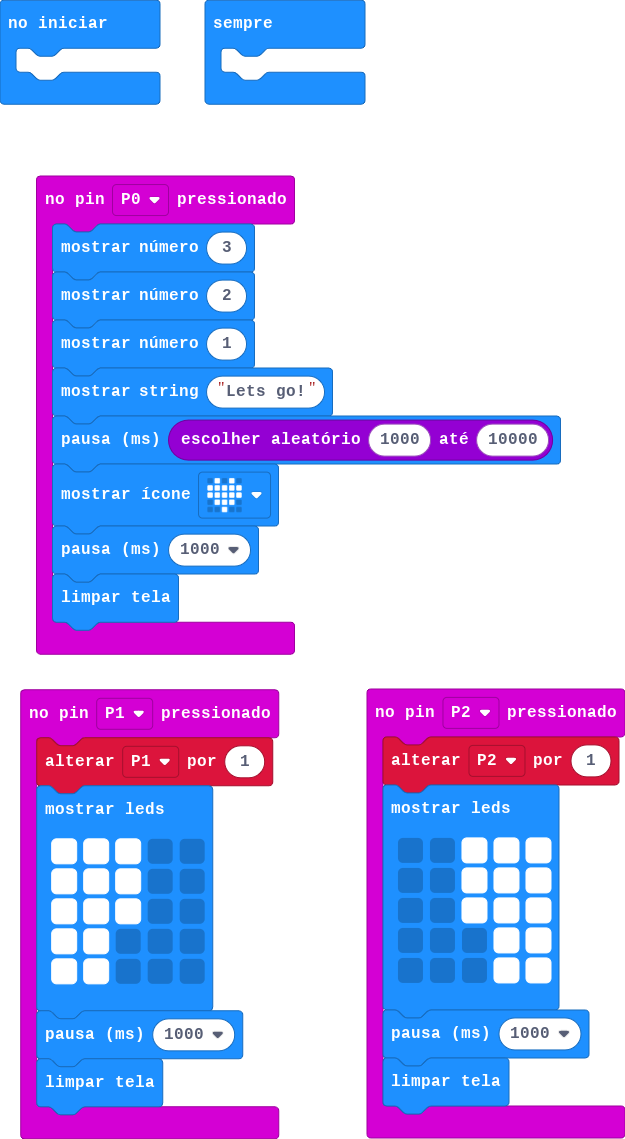 no iniciar
sempre
no pin P0 pressionado
mostrar número 3
mostrar número 2
mostrar número 1
mostrar string "Lets go!"
pausa (ms) escolher aleatório 1000 até 10000
mostrar ícone
pausa (ms) 1000
limpar tela
no pin P1 pressionado
alterar P1 por 1
mostrar leds
pausa (ms) 1000
limpar tela
no pin P2 pressionado
alterar P2 por 1
mostrar leds
pausa (ms) 1000
limpar tela